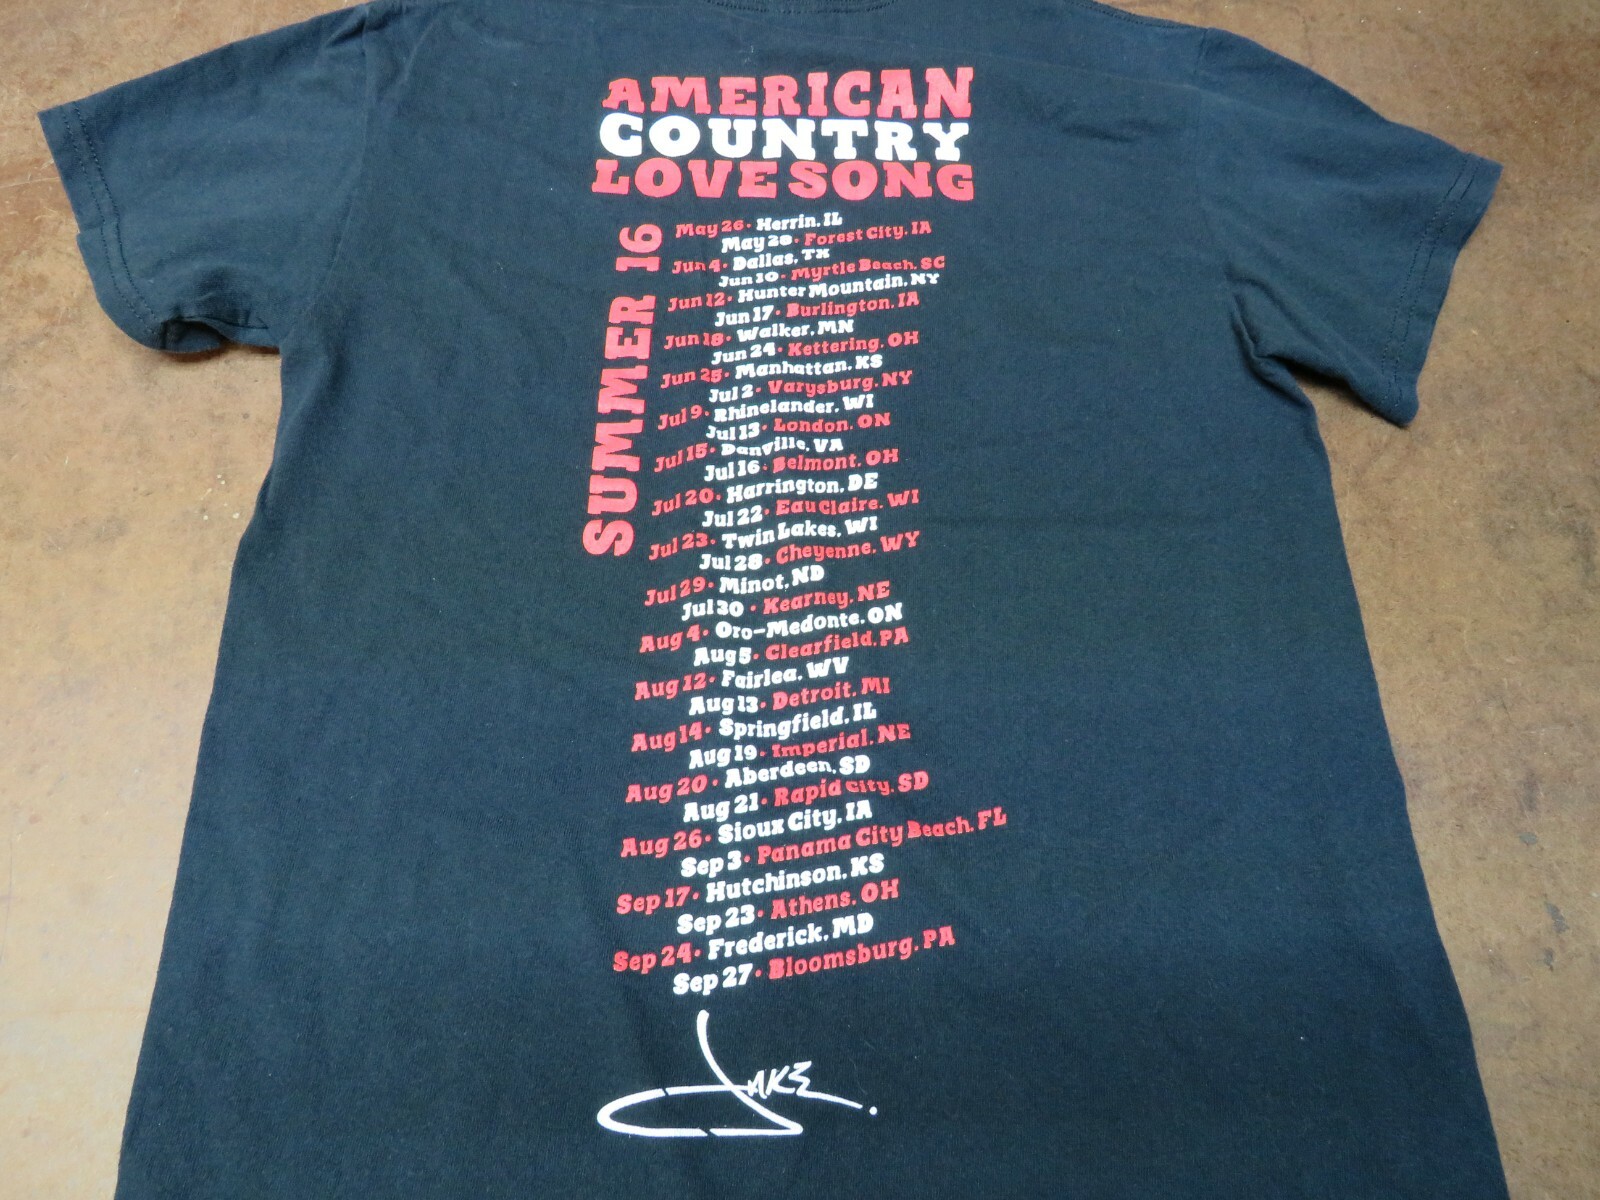 AMERICAN
COUNTRY
LOVE SONG
SUMMER 16
May 26 • Herrin, IL
May 28 • Forest City, IA
Jun 4 • Dallas, TX
Jun 10 • Myrtle Beach, SC
Jun 12 • Hunter Mountain, NY
Jun 17 • Burlington, IA
Jun 18 • Walker, MN
Jun 24 • Kettering, OH
Jun 25 • Manhattan, KS
Jul 2 • Varysburg, NY
Jul 9 • Rhinelander, WI
Jul 13 • London, ON
Jul 15 • Danville, VA
Jul 16 • Belmont, OH
Jul 20 • Harrington, DE
Jul 22 • Eau Claire, WI
Jul 23 • Twin Lakes, WI
Jul 28 • Cheyenne, WY
Jul 29 • Minot, ND
Jul 30 • Kearney, NE
Aug 4 • Oro-Medonte, ON
Aug 5 • Clearfield, PA
Aug 12 • Fairlea, WV
Aug 13 • Detroit, MI
Aug 14 • Springfield, IL
Aug 19 • Imperial, NE
Aug 20 • Aberdeen, SD
Aug 21 • Rapid City, SD
Aug 26 • Sioux City, IA
Sep 3 • Panama City Beach, FL
Sep 17 • Hutchinson, KS
Sep 23 • Athens, OH
Sep 24 • Frederick, MD
Sep 27 • Bloomsburg, PA
JAKE.